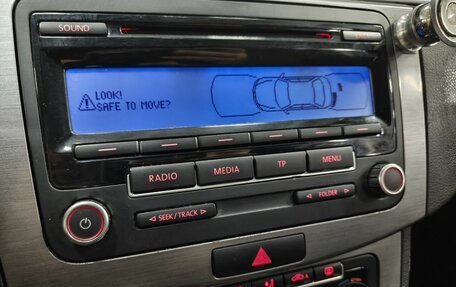 SOUND
LOOK!
SAFE TO MOVE?
RADIO
MEDIA
TP
MENU
SEEK/TRACK
FOLDER